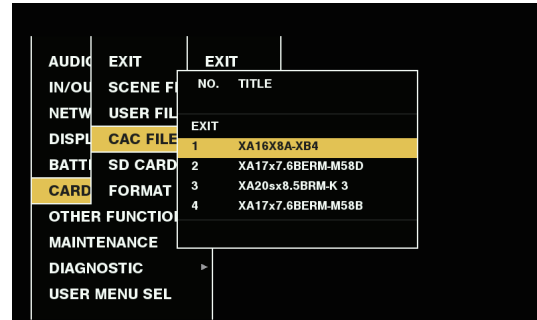 AUDIO
IN/OU
NETW
DISPL
BATTI
CARD
OTHER FUNCTIO
MAINTENANCE
DIAGNOSTIC
USER MENU SEL
EXIT
SCENE FI
USER FIL
CAC FILE
SD CARD
FORMAT
EXIT
NO. TITLE
EXIT
1 XA16X8A-XB4
2 XA17x7.6BERM-M58D
3 XA20sx8.5BRM-K 3
4 XA17x7.6BERM-M58B